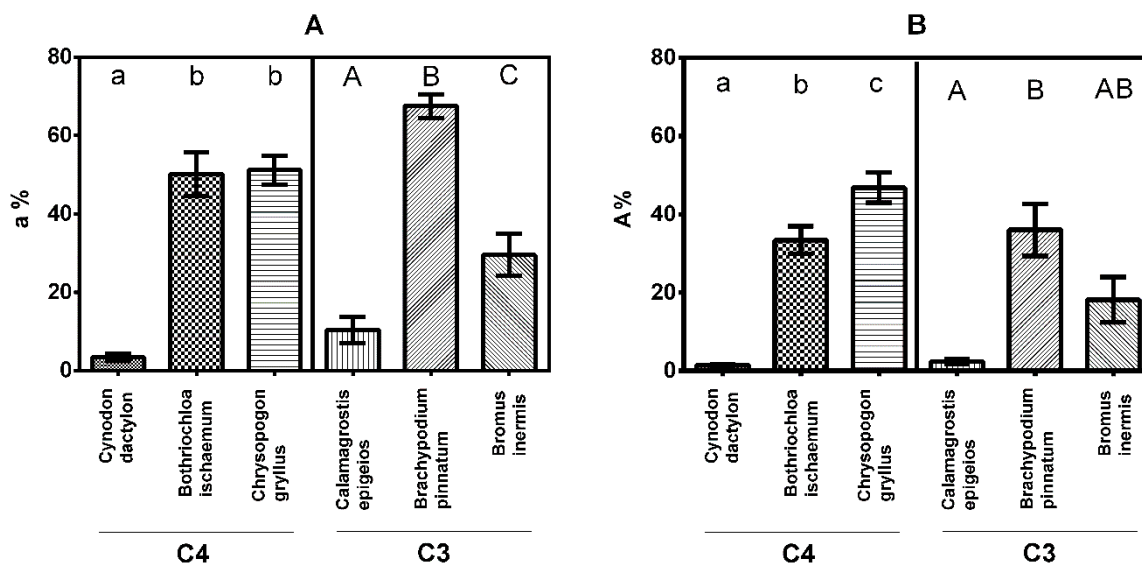 A
a %
80
60
40
20
0
a b b A B C
Cynodon
dactylon
Bothriochloa
ischaemum
Chrysopogon
gryllus
Calamagrostis
epigeios
Brachypodium
pinnatum
Bromus
inermis
C4 C3
B
A %
80
60
40
20
0
a b c A B AB
Cynodon
dactylon
Bothriochloa
ischaemum
Chrysopogon
gryllus
Calamagrostis
epigeios
Brachypodium
pinnatum
Bromus
inermis
C4 C3